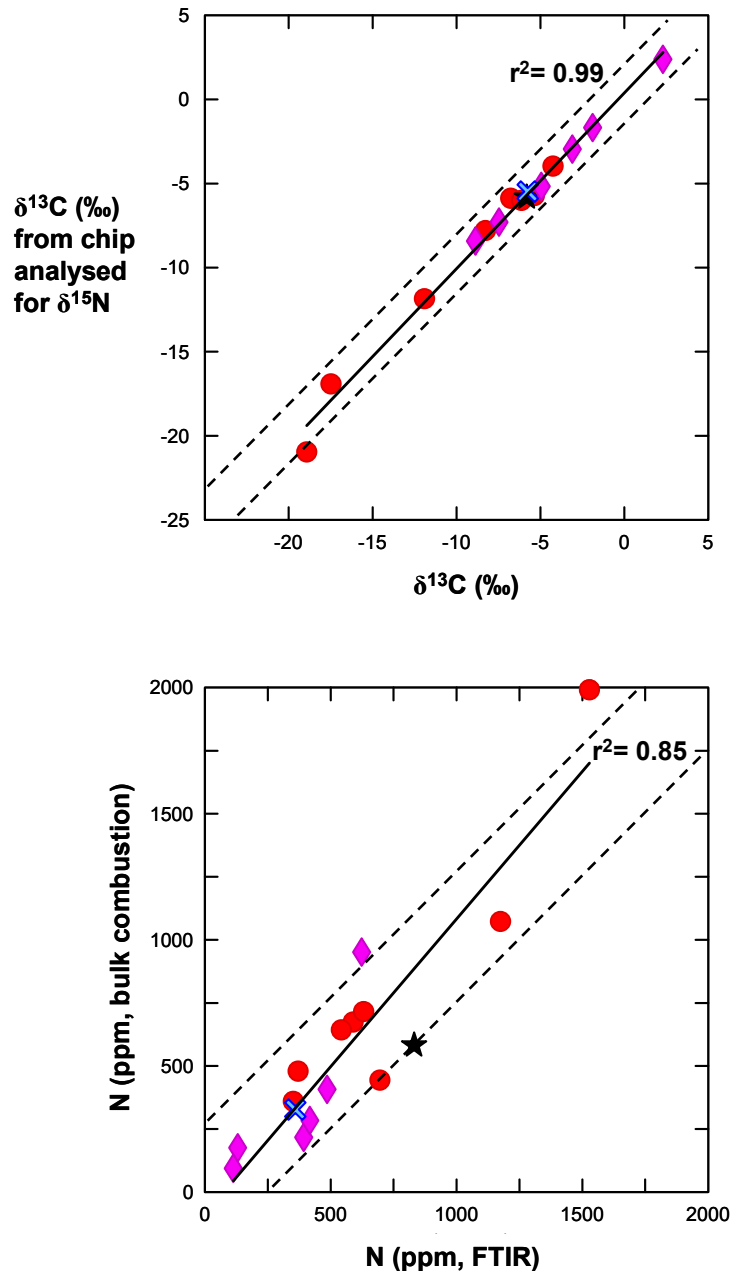 5
0
-5
-10
-15
-20
-25
r²= 0.99
δ¹³C (‰)
from chip
analysed
for δ¹⁵N
-20 -15 -10 -5 0 5
δ¹³C (‰)
2000
1500
1000
500
0
r²= 0.85
N (ppm, bulk combustion)
0 500 1000 1500 2000
N (ppm, FTIR)